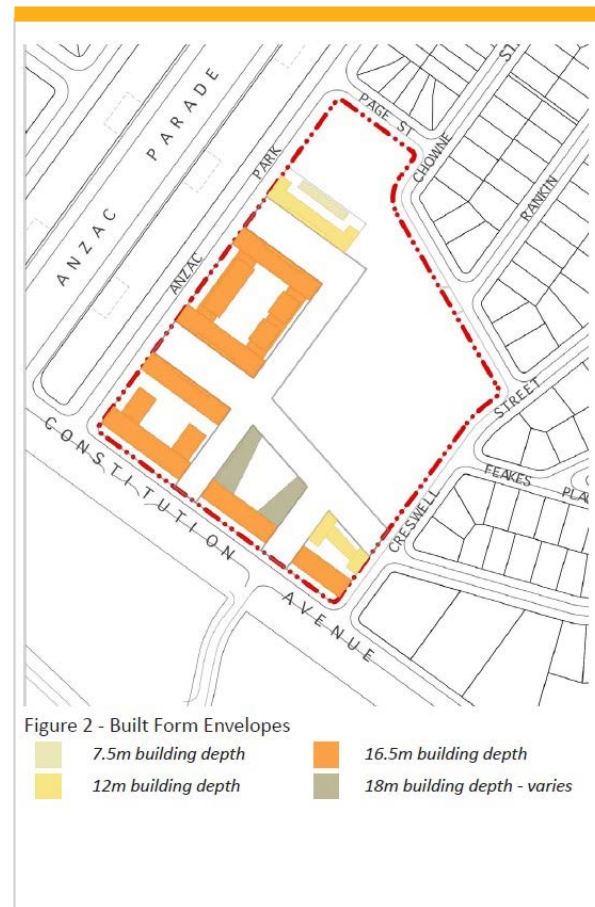 ANZAC PARADE
ANZAC PARK
PAGE ST
CHOWNE ST
RANKIN
STREET
FEAKES PLA
CRESWELL
CONSTITUTION AVENUE
Figure 2 - Built Form Envelopes
7.5m building depth
16.5m building depth
12m building depth
18m building depth - varies